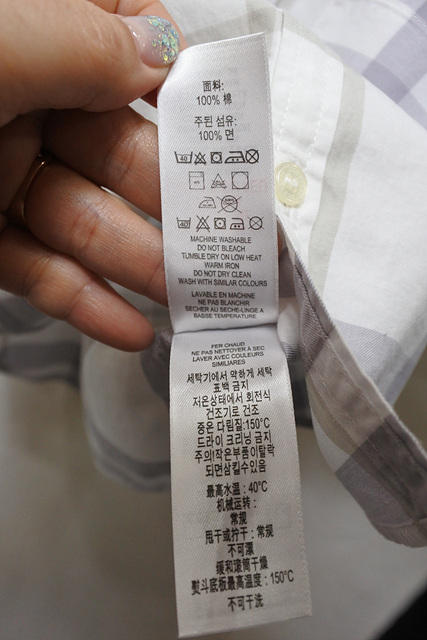 面料:
100% 棉
주된 섬유:
100% 면
MACHINE WASHABLE
DO NOT BLEACH
TUMBLE DRY ON LOW HEAT
WARM IRON
DO NOT DRY CLEAN
WASH WITH SIMILAR COLOURS
LAVABLE EN MACHINE
NE PAS BLANCHIR
SECHER AU SECHE-LINGE A
BASSE TEMPERATURE
FER CHAUD
NE PAS NETTOYER A SEC
LAVER AVEC COULEURS
SIMILIARES
세탁기에서 약하게 세탁
표백 금지
저온상태에서 회전식
건조기로 건조
중온 다림질:150°C
드라이 크리닝 금지
주의!작은부품이탈락
되면삼킬수있음
最高水温：40°C
机械运转：
常规
甩干或拧干：常规
不可漂
缓和滚筒干燥
熨斗底板最高温度：150°C
不可干洗